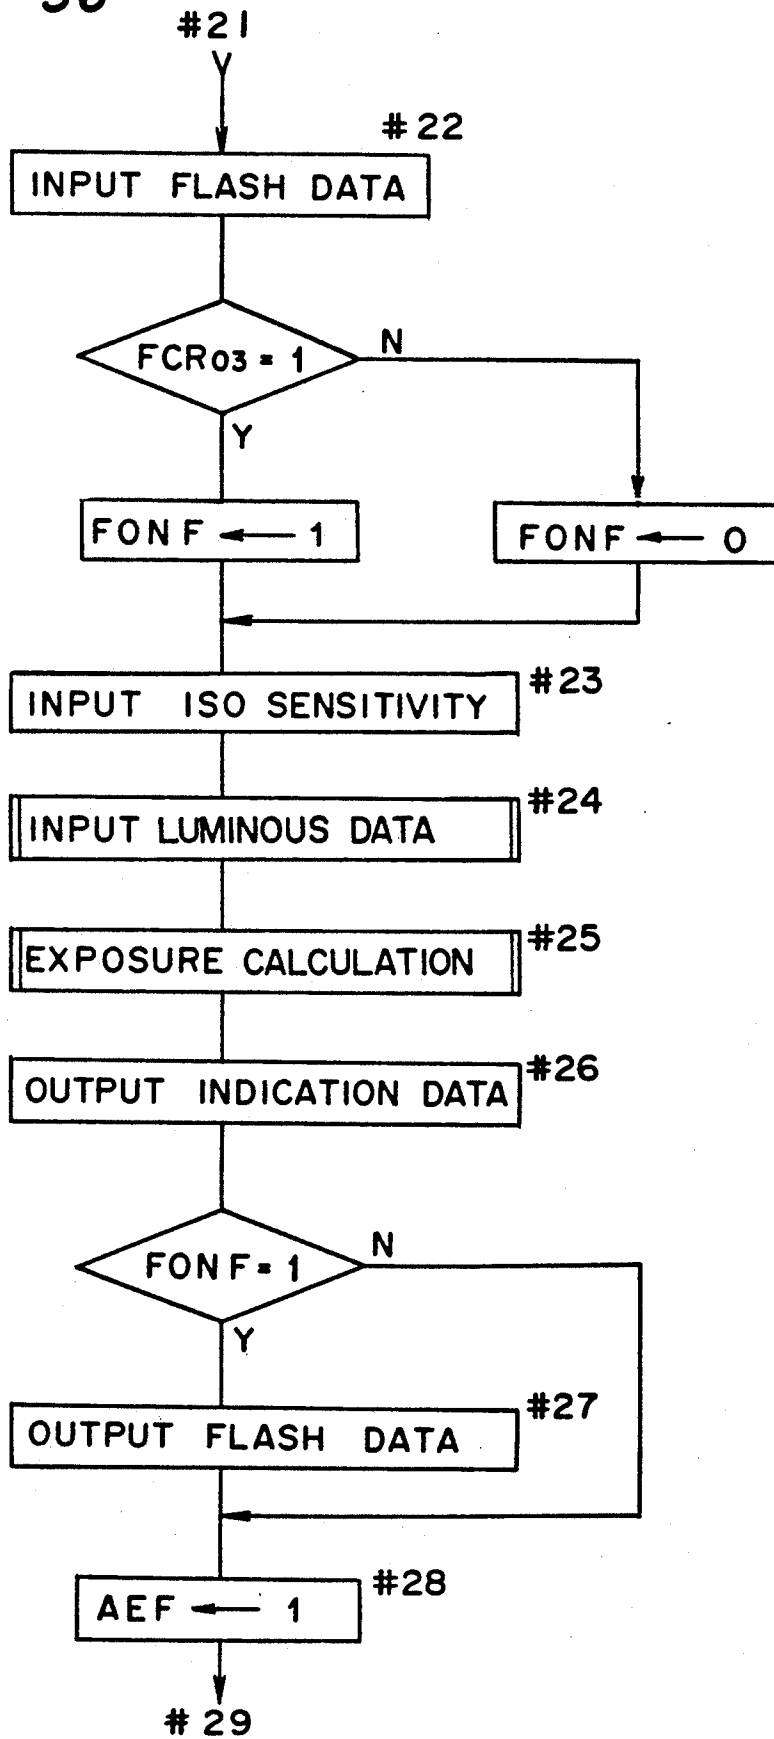 #21
#22
INPUT FLASH DATA
FCR03 = 1
N
Y
FONF ← 1
FONF ← 0
INPUT ISO SENSITIVITY
#23
INPUT LUMINOUS DATA
#24
EXPOSURE CALCULATION
#25
OUTPUT INDICATION DATA
#26
FONF = 1
N
Y
OUTPUT FLASH DATA
#27
AEF ← 1
#28
#29